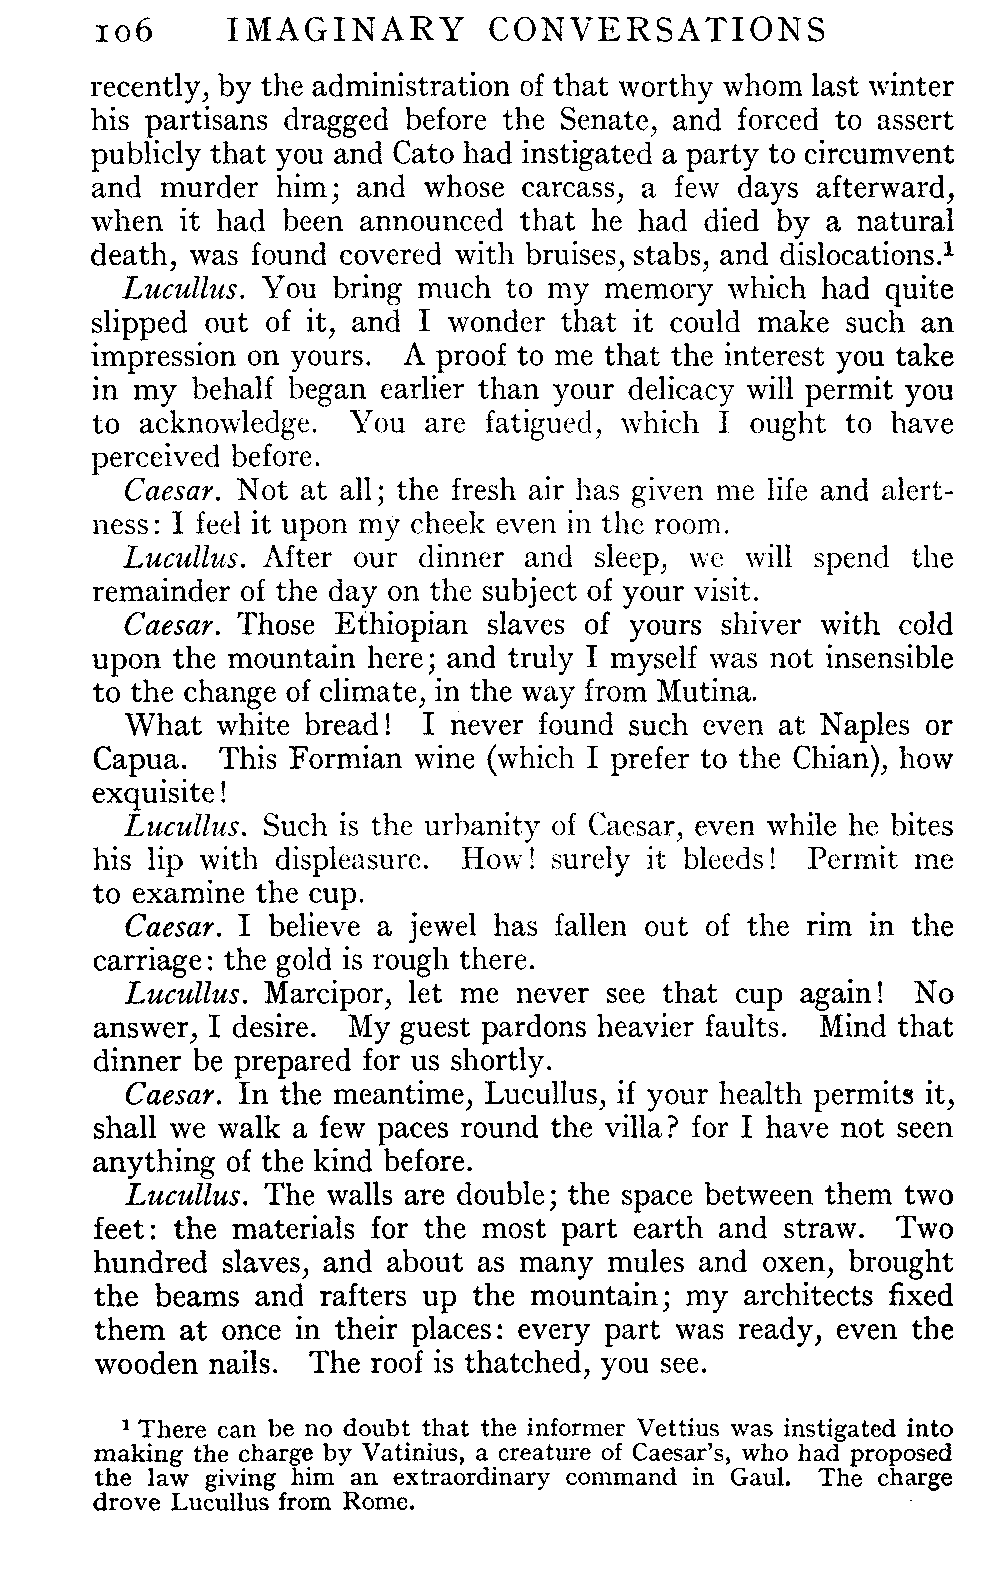 106 IMAGINARY CONVERSATIONS
recently, by the administration of that worthy whom last winter
his partisans dragged before the Senate, and forced to assert
publicly that you and Cato had instigated a party to circumvent
and murder him; and whose carcass, a few days afterward,
when it had been announced that he had died by a natural
death, was found covered with bruises, stabs, and dislocations.¹
Lucullus. You bring much to my memory which had quite
slipped out of it, and I wonder that it could make such an
impression on yours. A proof to me that the interest you take
in my behalf began earlier than your delicacy will permit you
to acknowledge. You are fatigued, which I ought to have
perceived before.
Caesar. Not at all; the fresh air has given me life and alert-
ness: I feel it upon my cheek even in the room.
Lucullus. After our dinner and sleep, we will spend the
remainder of the day on the subject of your visit.
Caesar. Those Ethiopian slaves of yours shiver with cold
upon the mountain here; and truly I myself was not insensible
to the change of climate, in the way from Mutina.
What white bread! I never found such even at Naples or
Capua. This Formian wine (which I prefer to the Chian), how
exquisite!
Lucullus. Such is the urbanity of Caesar, even while he bites
his lip with displeasure. How! surely it bleeds! Permit me
to examine the cup.
Caesar. I believe a jewel has fallen out of the rim in the
carriage: the gold is rough there.
Lucullus. Marcipor, let me never see that cup again! No
answer, I desire. My guest pardons heavier faults. Mind that
dinner be prepared for us shortly.
Caesar. In the meantime, Lucullus, if your health permits it,
shall we walk a few paces round the villa? for I have not seen
anything of the kind before.
Lucullus. The walls are double; the space between them two
feet: the materials for the most part earth and straw. Two
hundred slaves, and about as many mules and oxen, brought
the beams and rafters up the mountain; my architects fixed
them at once in their places: every part was ready, even the
wooden nails. The roof is thatched, you see.
¹ There can be no doubt that the informer Vettius was instigated into
making the charge by Vatinius, a creature of Caesar's, who had proposed
the law giving him an extraordinary command in Gaul. The charge
drove Lucullus from Rome.